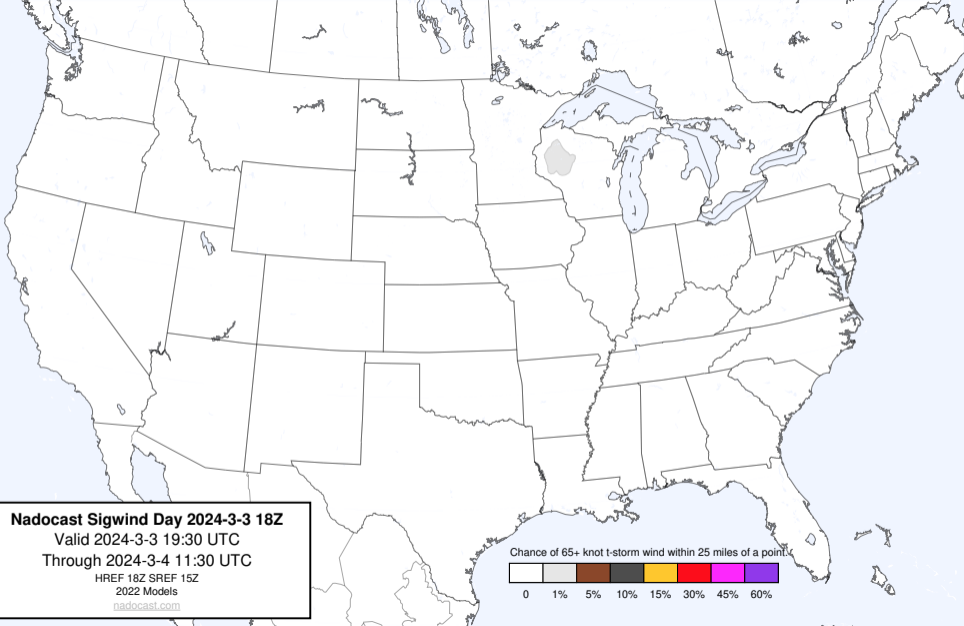 Nadocast Sigwind Day 2024-3-3 18Z
Valid 2024-3-3 19:30 UTC
Through 2024-3-4 11:30 UTC
HREF 18Z SREF 15Z
2022 Models
nadocast.com
Chance of 65+ knot t-storm wind within 25 miles of a point.
0 1% 5% 10% 15% 30% 45% 60%